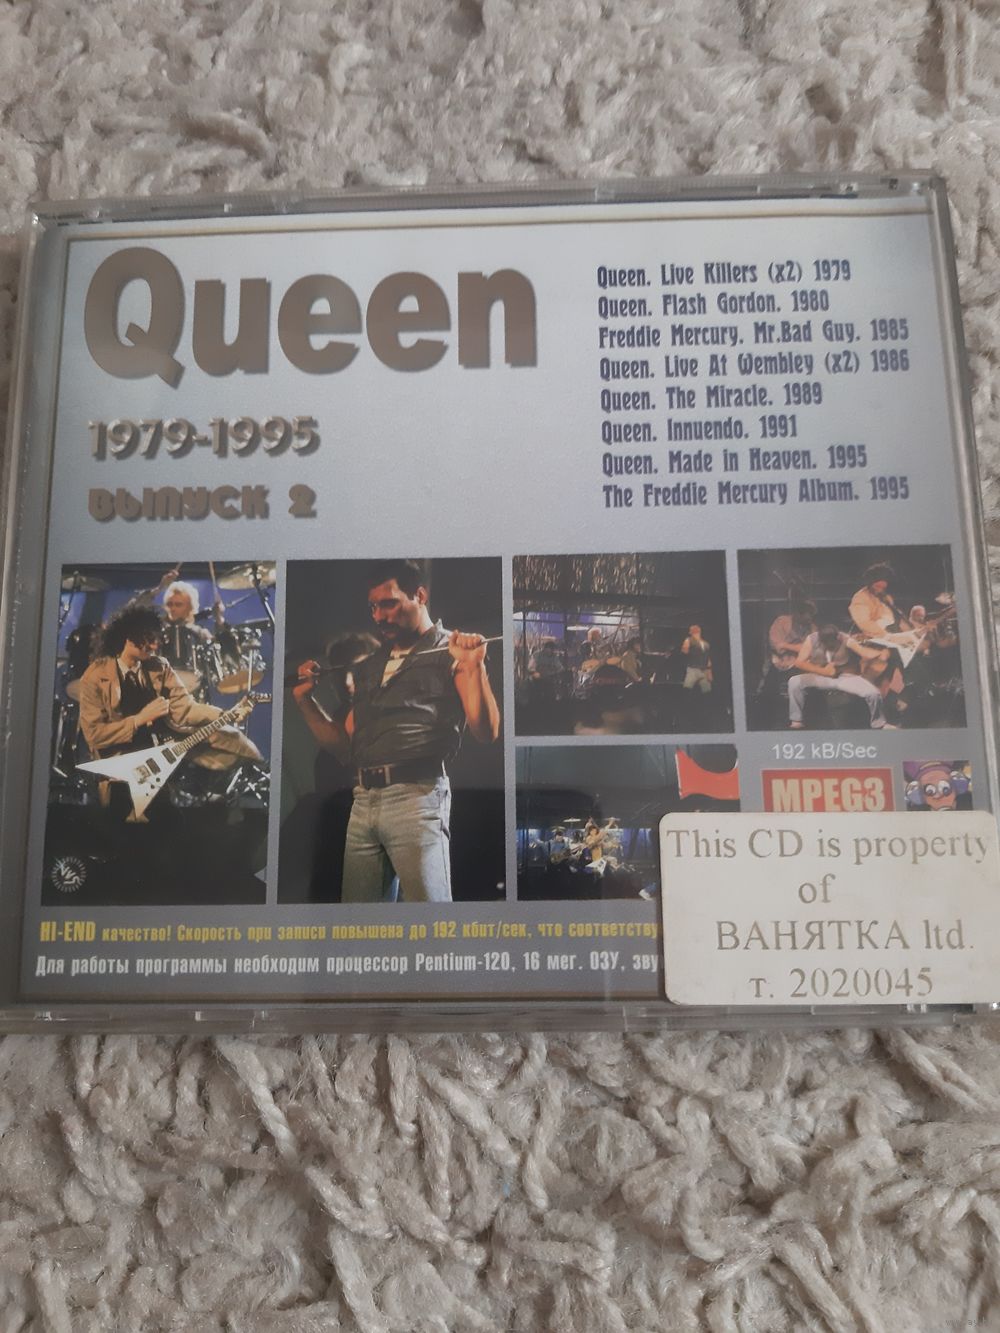 Queen
1979-1995
ВЫПУСК 2
Queen. Live Killers (x2) 1979
Queen. Flash Gordon. 1980
Freddie Mercury. Mr.Bad Guy. 1985
Queen. Live At Wembley (x2) 1986
Queen. The Miracle. 1989
Queen. Innuendo. 1991
Queen. Made in Heaven. 1995
The Freddie Mercury Album. 1995
192 kB/Sec
MPEG3
HI-END качество! Скорость при записи повышена до 192 кбит/сек, что соответству
Для работы программы необходим процессор Pentium-120, 16 мег. ОЗУ, зву
This CD is property
of
ВАНЯТКА ltd.
т. 2020045